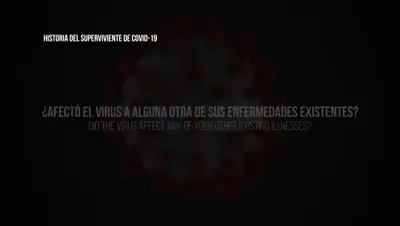 HISTORIA DEL SUPERVIVIENTE DE COVID-19
¿AFECTÓ EL VIRUS A ALGUNA OTRA DE SUS ENFERMEDADES EXISTENTES?
DID THE VIRUS AFFECT ANY OF YOUR OTHER EXISTING ILLNESSES?